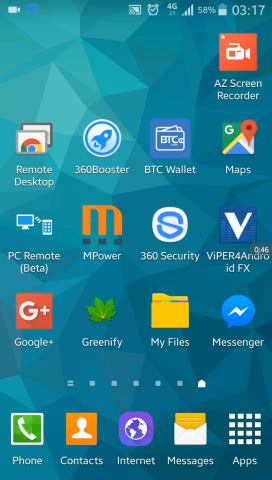 4G
58%
03:17
AZ Screen
Recorder
Remote
Desktop
360Booster
BTC Wallet
Maps
BTC
G
PC Remote
(Beta)
MPower
360 Security
ViPER4Andro
id FX
0:46
Google+
Greenify
My Files
Messenger
G+
Phone
Contacts
Internet
Messages
Apps